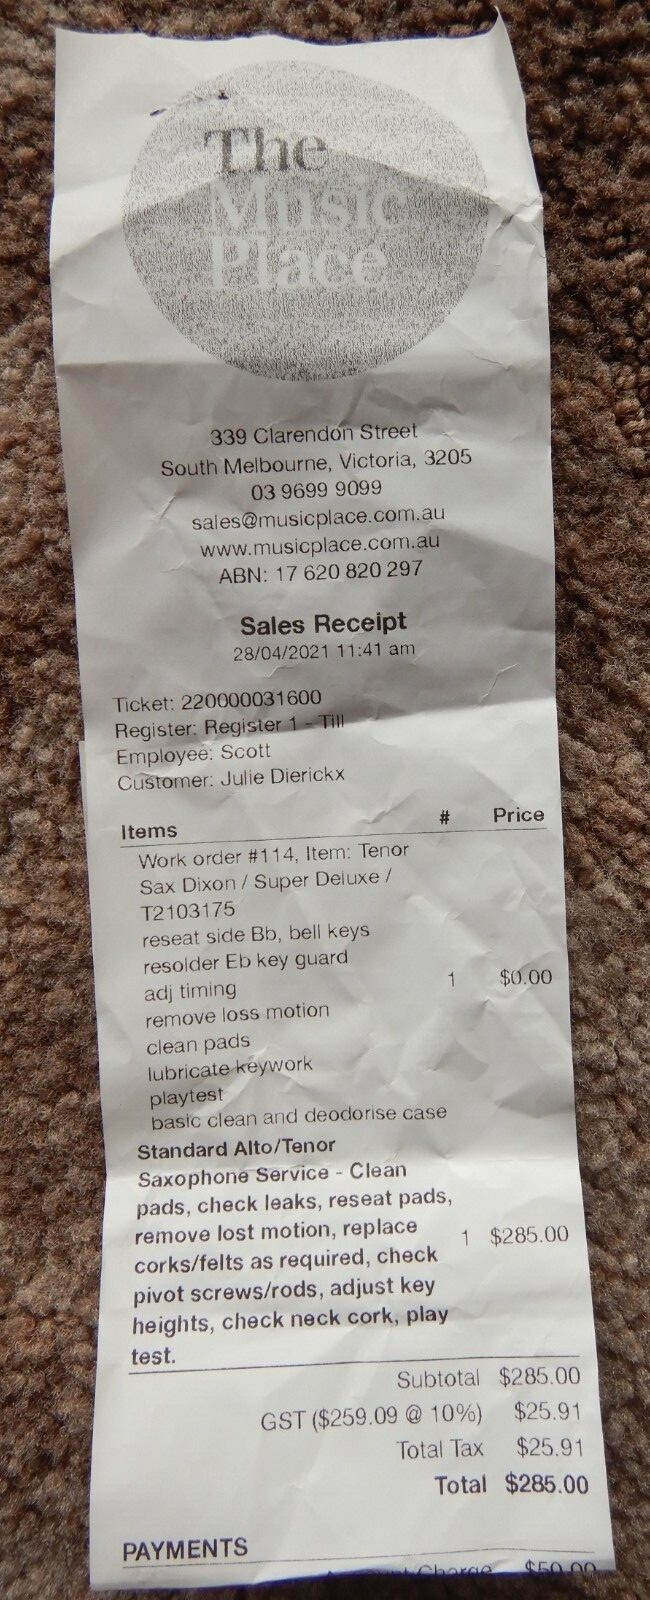 The
Music
Place
339 Clarendon Street
South Melbourne, Victoria, 3205
03 9699 9099
sales@musicplace.com.au
www.musicplace.com.au
ABN: 17 620 820 297
Sales Receipt
28/04/2021 11:41 am
Ticket: 220000031600
Register: Register 1 - Till
Employee: Scott
Customer: Julie Dierickx
Items # Price
Work order #114, Item: Tenor
Sax Dixon / Super Deluxe /
T2103175
reseat side Bb, bell keys
resolder Eb key guard
adj timing 1 $0.00
remove loss motion
clean pads
lubricate keywork
playtest
basic clean and deodorise case
Standard Alto/Tenor
Saxophone Service - Clean
pads, check leaks, reseat pads,
remove lost motion, replace 1 $285.00
corks/felts as required, check
pivot screws/rods, adjust key
heights, check neck cork, play
test.
Subtotal $285.00
GST ($259.09 @ 10%) $25.91
Total Tax $25.91
Total $285.00
PAYMENTS
Charge $50.00